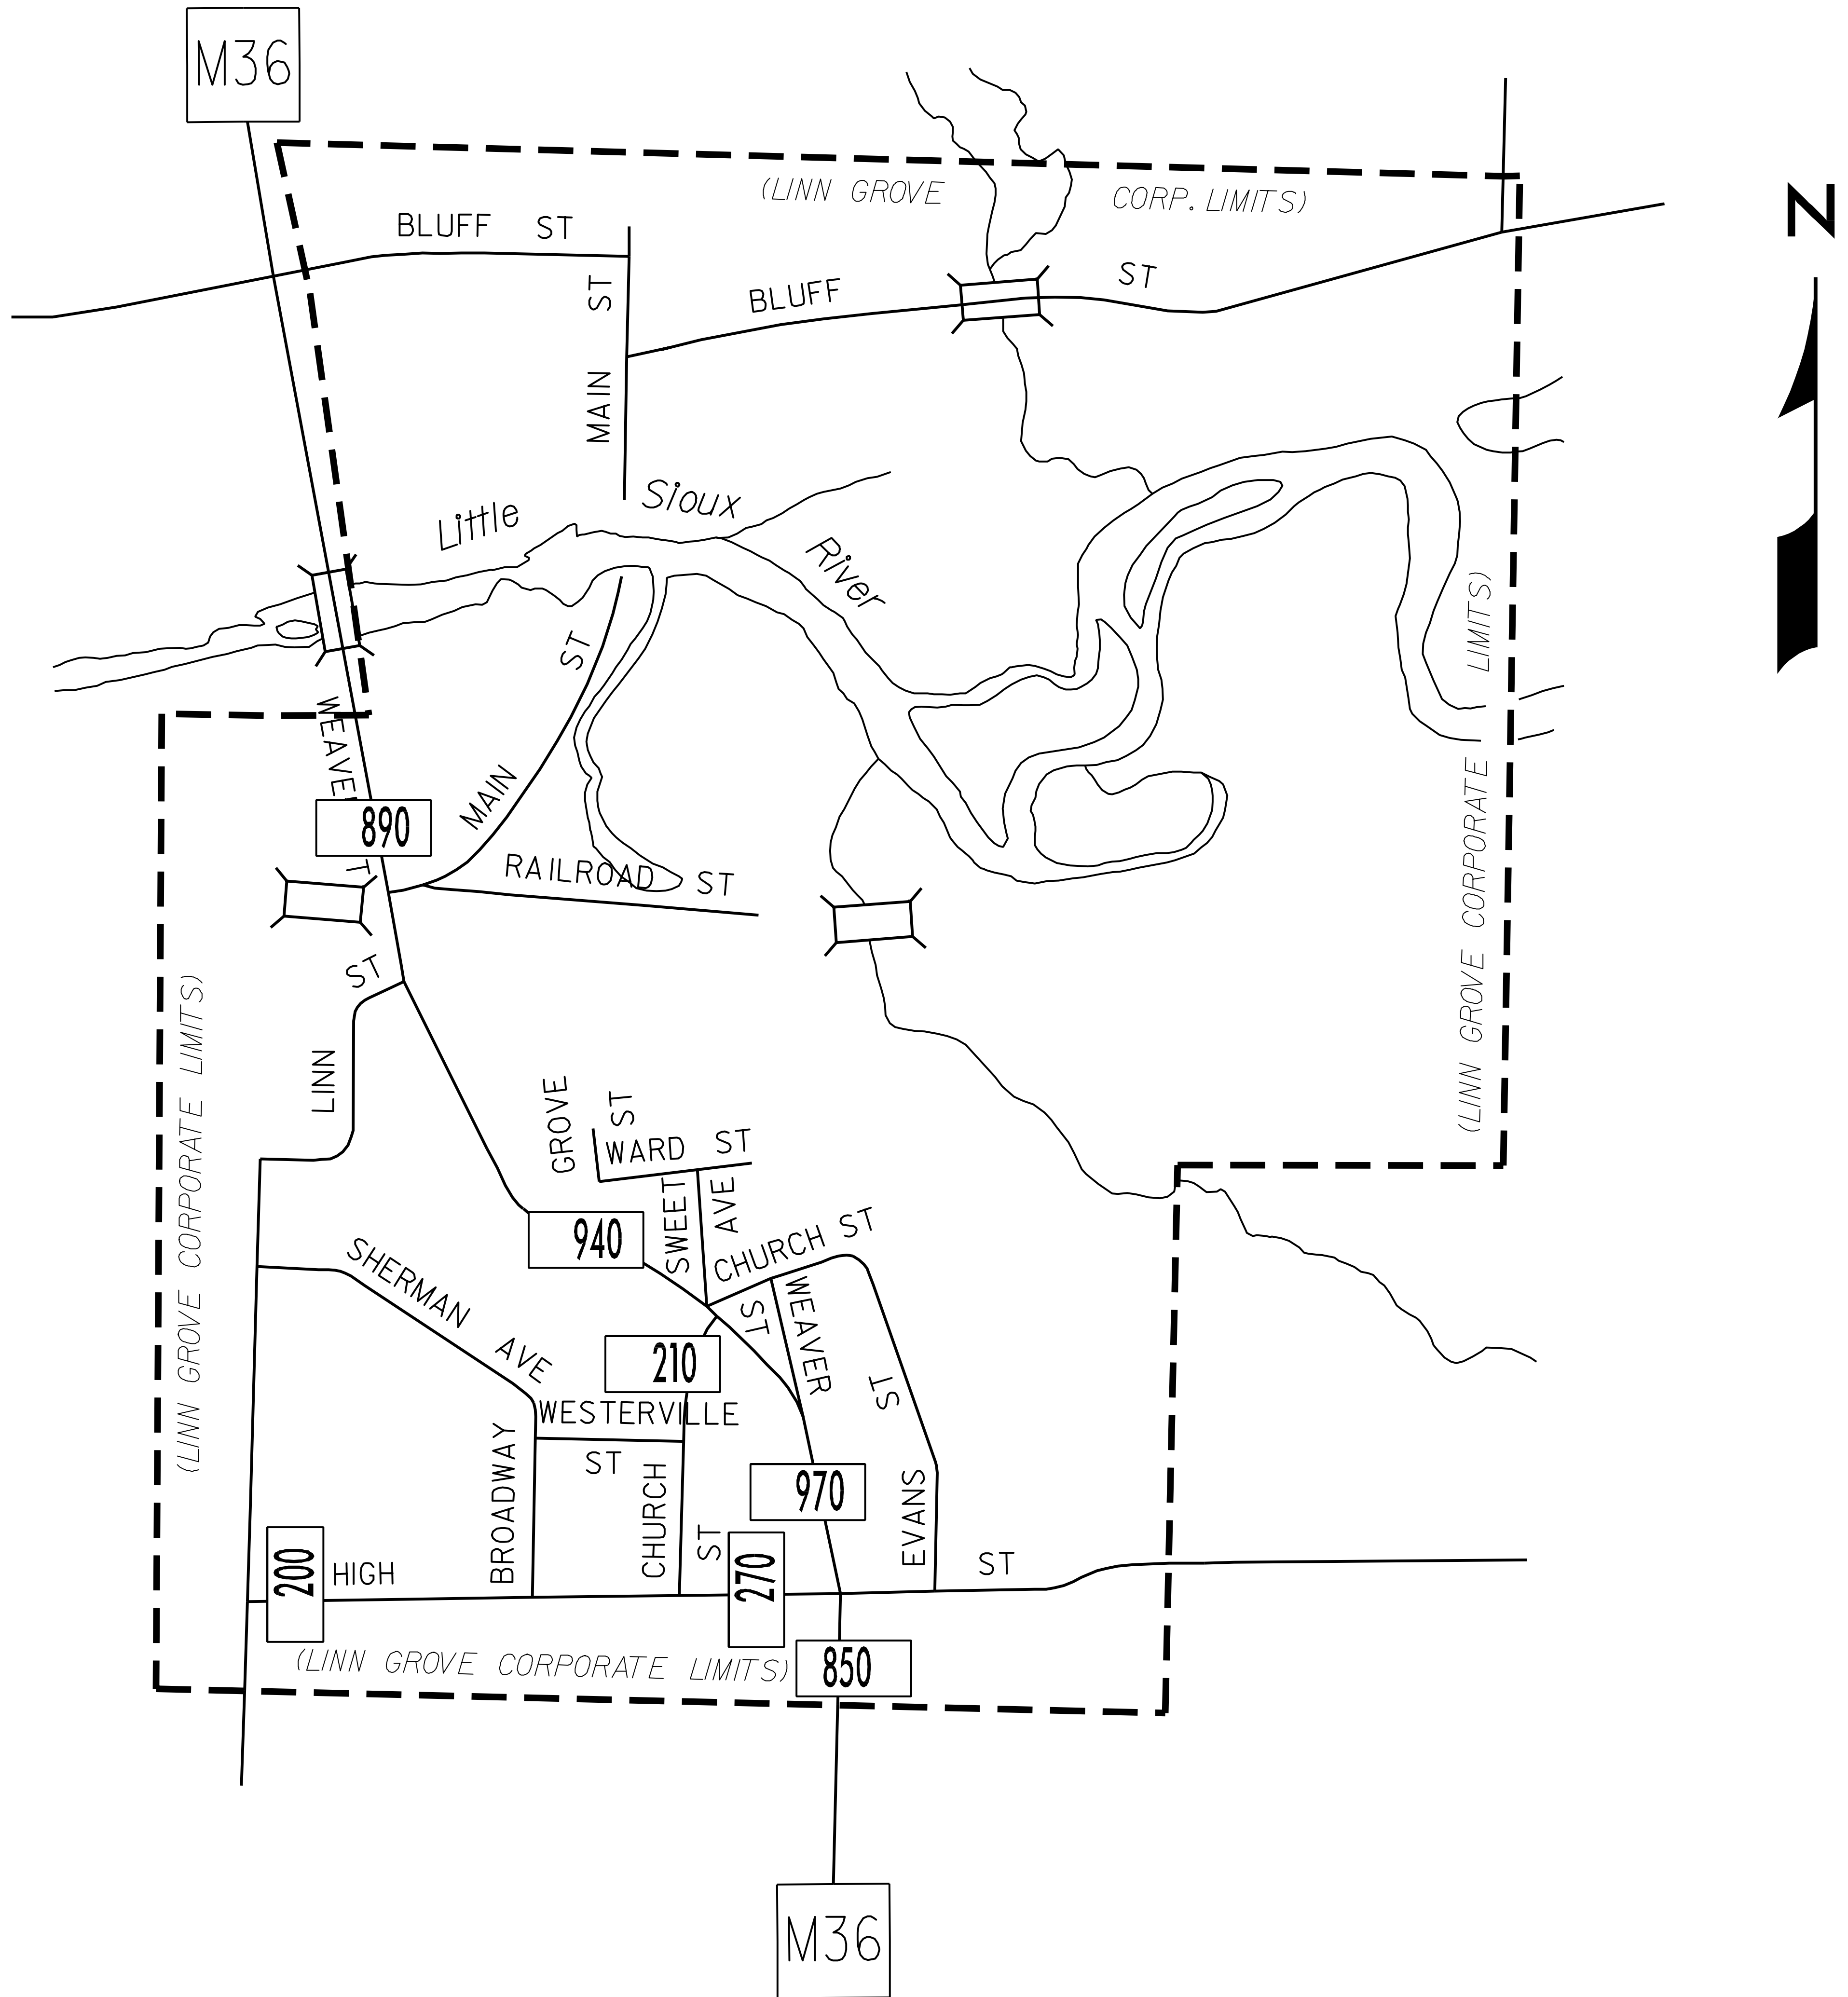 M36
(LINN GROVE CORP. LIMITS)
N
BLUFF ST
MAIN ST
BLUFF ST
Little Sioux River
MAIN ST
890
RAILROAD ST
(LINN GROVE CORPORATE LIMITS)
(LINN GROVE CORPORATE LIMITS)
LINN ST
GROVE ST
WARD ST
SWEET AVE
940
CHURCH ST
SHERMAN AVE
WEAVER ST
210
WESTERVILLE ST
BROADWAY
CHURCH ST
970
EVANS ST
200
HIGH ST
270
(LINN GROVE CORPORATE LIMITS)
850
M36